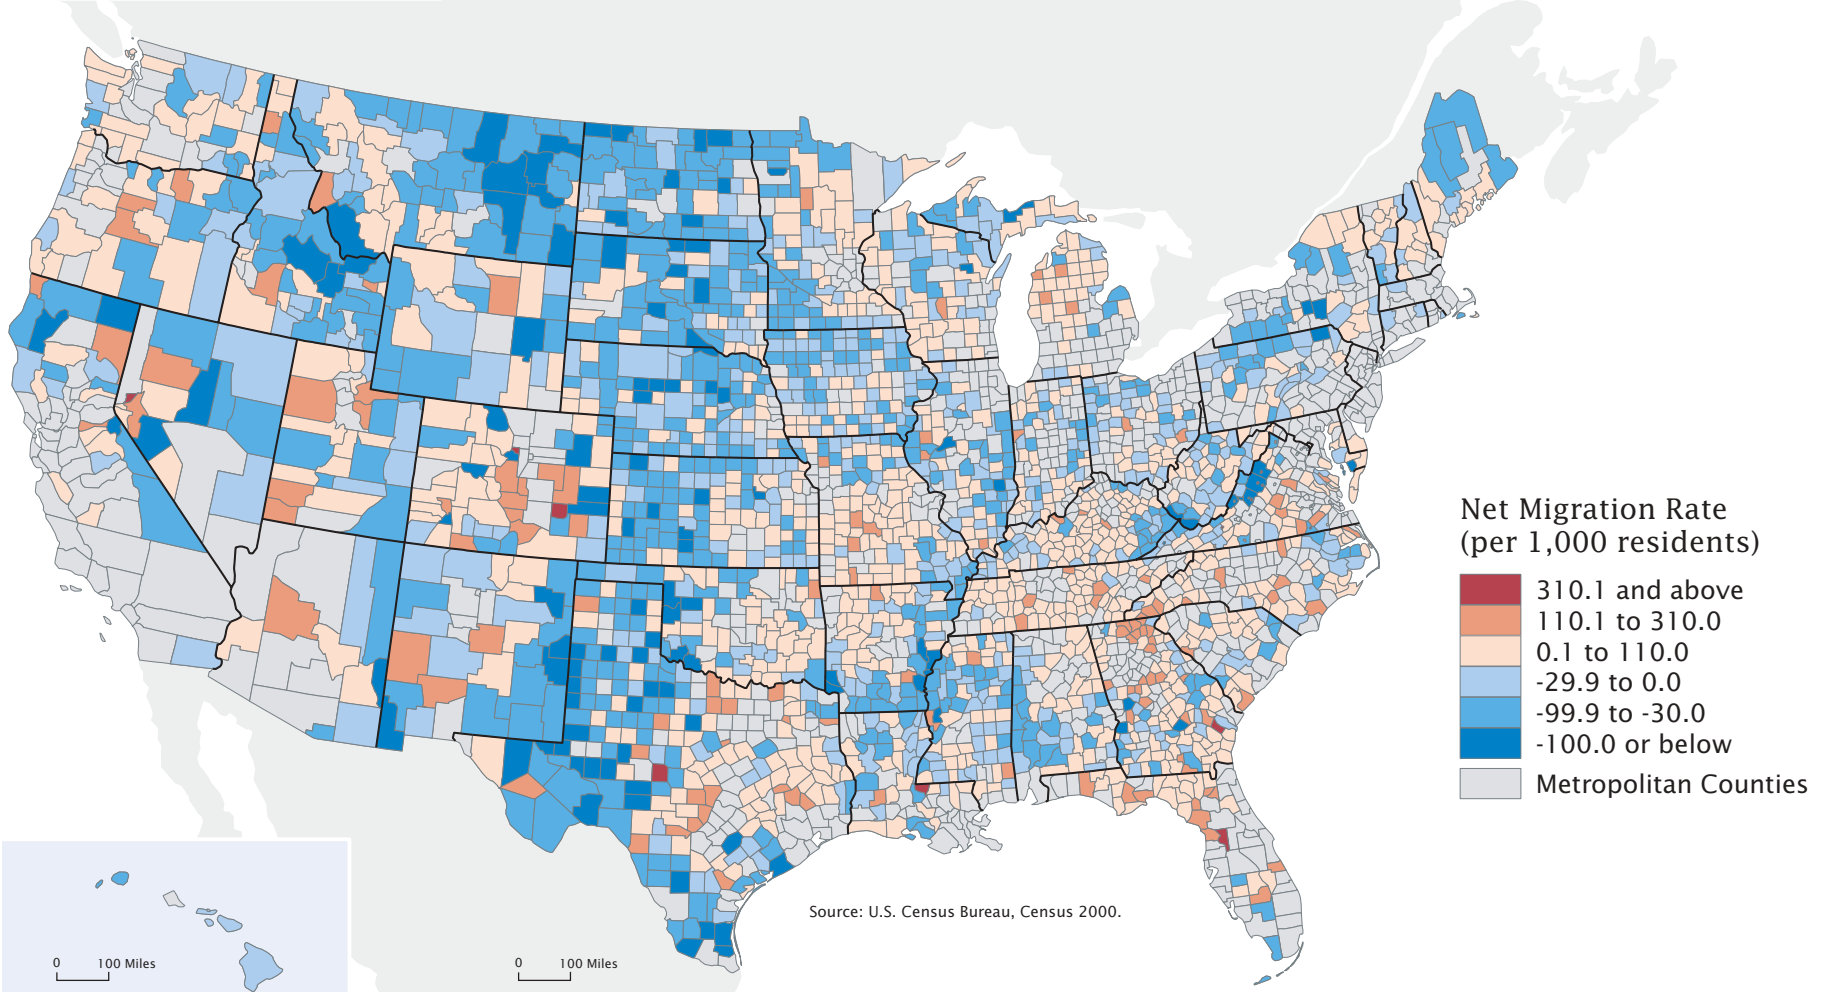 Net Migration Rate
(per 1,000 residents)
310.1 and above
110.1 to 310.0
0.1 to 110.0
-29.9 to 0.0
-99.9 to -30.0
-100.0 or below
Metropolitan Counties
Source: U.S. Census Bureau, Census 2000.
0 100 Miles
0 100 Miles